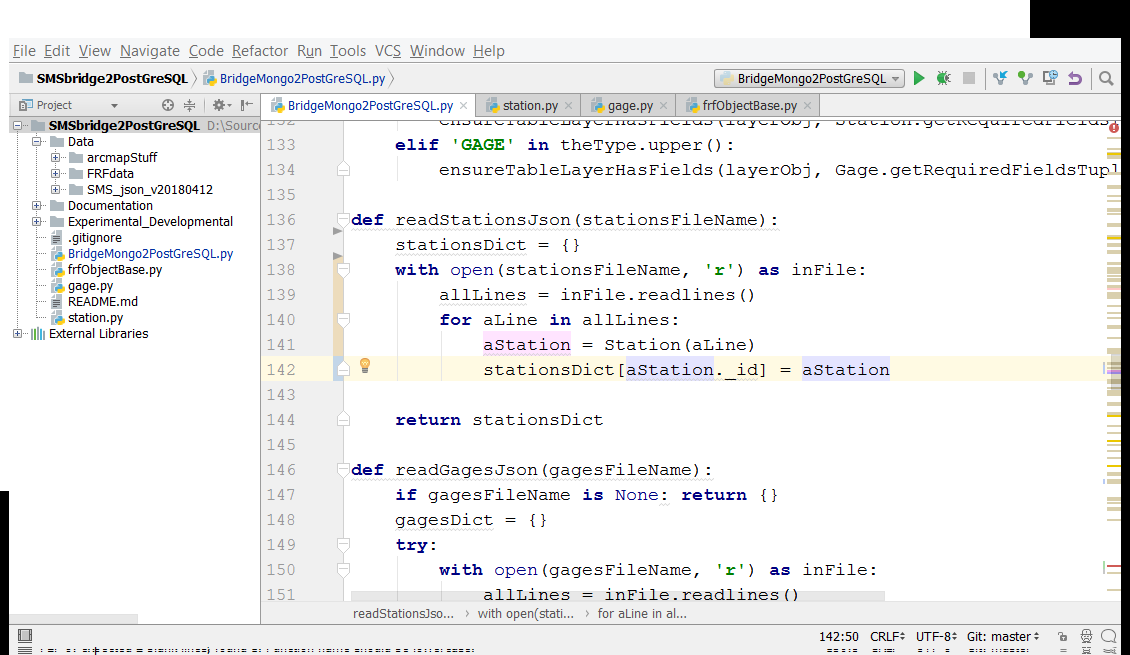 File Edit View Navigate Code Refactor Run Tools VCS Window Help
SMSbridge2PostGreSQL BridgeMongo2PostGreSQL.py BridgeMongo2PostGreSQL
Project BridgeMongo2PostGreSQL.py station.py gage.py frfObjectBase.py
SMSbridge2PostGreSQL D:\Source
Data
arcmapStuff
FRFdata
SMS_json_v20180412
Documentation
Experimental_Developmental
.gitignore
BridgeMongo2PostGreSQL.py
frfObjectBase.py
gage.py
README.md
station.py
External Libraries
132 ensureTableLayerHasFields(layerObj, Station.getRequiredFields
133 elif 'GAGE' in theType.upper():
134 ensureTableLayerHasFields(layerObj, Gage.getRequiredFieldsTupl
135
136 def readStationsJson(stationsFileName):
137 stationsDict = {}
138 with open(stationsFileName, 'r') as inFile:
139 allLines = inFile.readlines()
140 for aLine in allLines:
141 aStation = Station(aLine)
142 stationsDict[aStation._id] = aStation
143
144 return stationsDict
145
146 def readGagesJson(gagesFileName):
147 if gagesFileName is None: return {}
148 gagesDict = {}
149 try:
150 with open(gagesFileName, 'r') as inFile:
151 allLines = inFile.readlines()
readStationsJso... with open(stati... for aLine in al...
142:50 CRLF UTF-8 Git: master